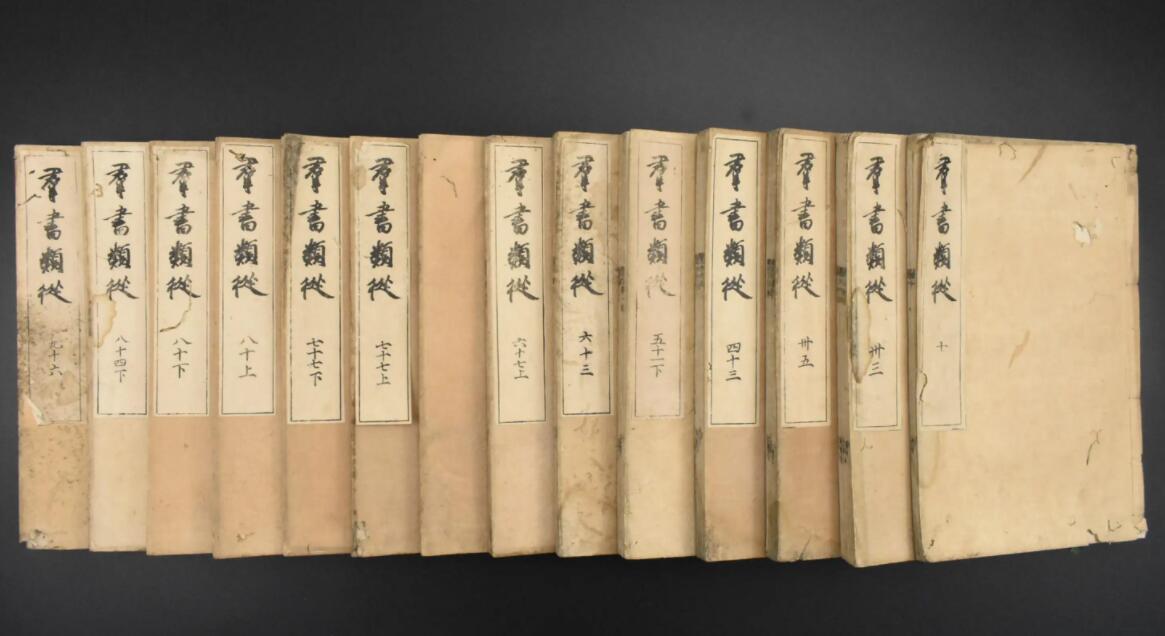 羣書類從 十
羣書類從 卅三
羣書類從 卅五
羣書類從 四十三
羣書類從 五十一下
羣書類從 六十三
羣書類從 六十七上
羣書類從 七十七上
羣書類從 七十七下
羣書類從 八十上
羣書類從 八十下
羣書類從 八十四下
羣書類從 九十六